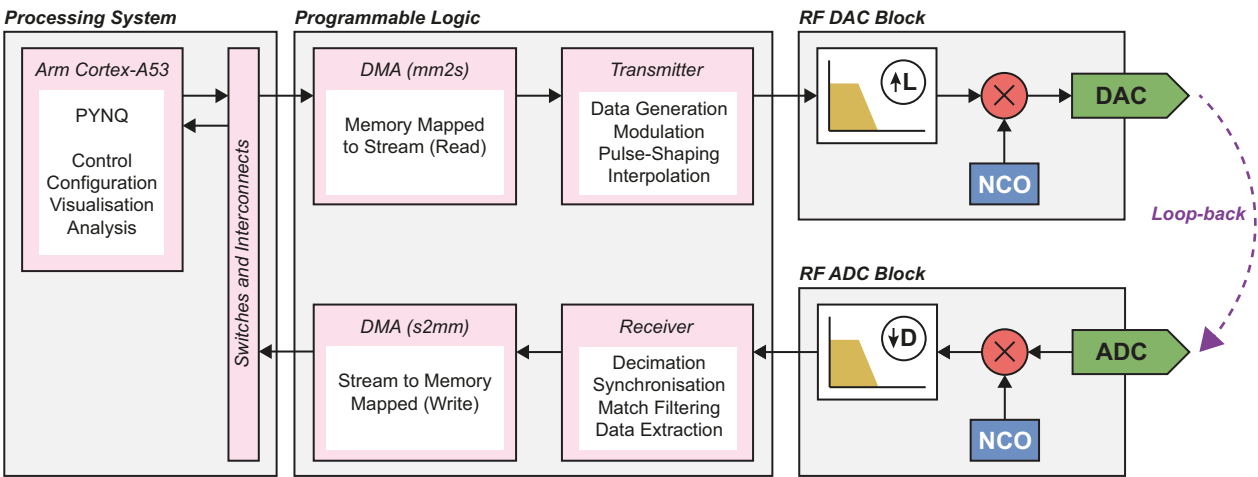 Processing System
Arm Cortex-A53
PYNQ
Control
Configuration
Visualisation
Analysis
Switches and Interconnects
Programmable Logic
DMA (mm2s)
Memory Mapped
to Stream (Read)
Transmitter
Data Generation
Modulation
Pulse-Shaping
Interpolation
RF DAC Block
↑L
NCO
DAC
Loop-back
RF ADC Block
↓D
NCO
ADC
Receiver
Decimation
Synchronisation
Match Filtering
Data Extraction
DMA (s2mm)
Stream to Memory
Mapped (Write)